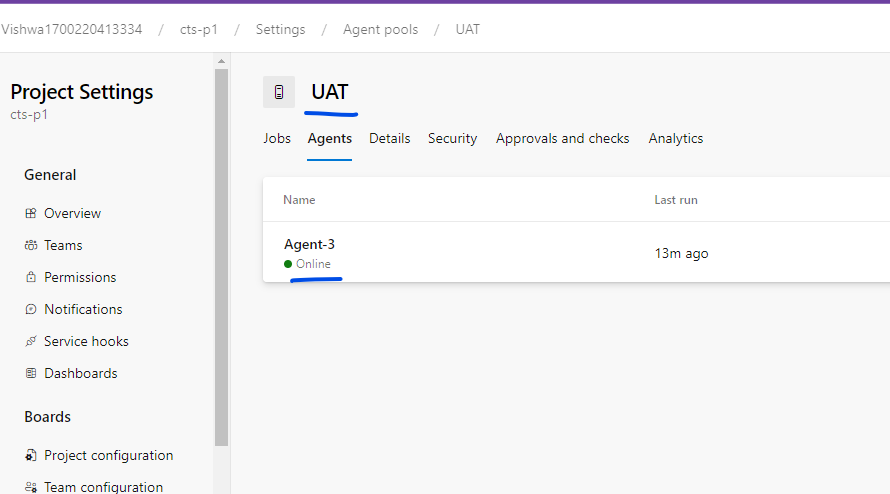 Vishwa1700220413334 / cts-p1 / Settings / Agent pools / UAT
Project Settings
cts-p1
General
Overview
Teams
Permissions
Notifications
Service hooks
Dashboards
Boards
Project configuration
Team configuration
UAT
Jobs Agents Details Security Approvals and checks Analytics
Name Last run
Agent-3
Online
13m ago